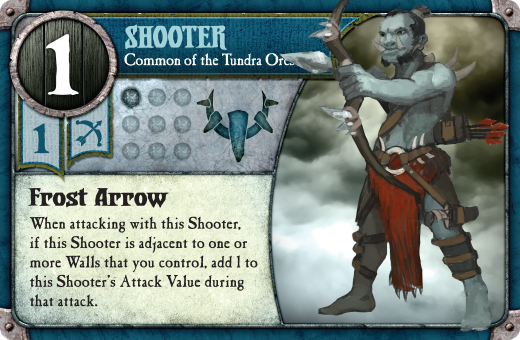 1
SHOOTER
Common of the Tundra Orcs
1
Frost Arrow
When attacking with this Shooter,
if this Shooter is adjacent to one or
more Walls that you control, add 1 to
this Shooter's Attack Value during
that attack.